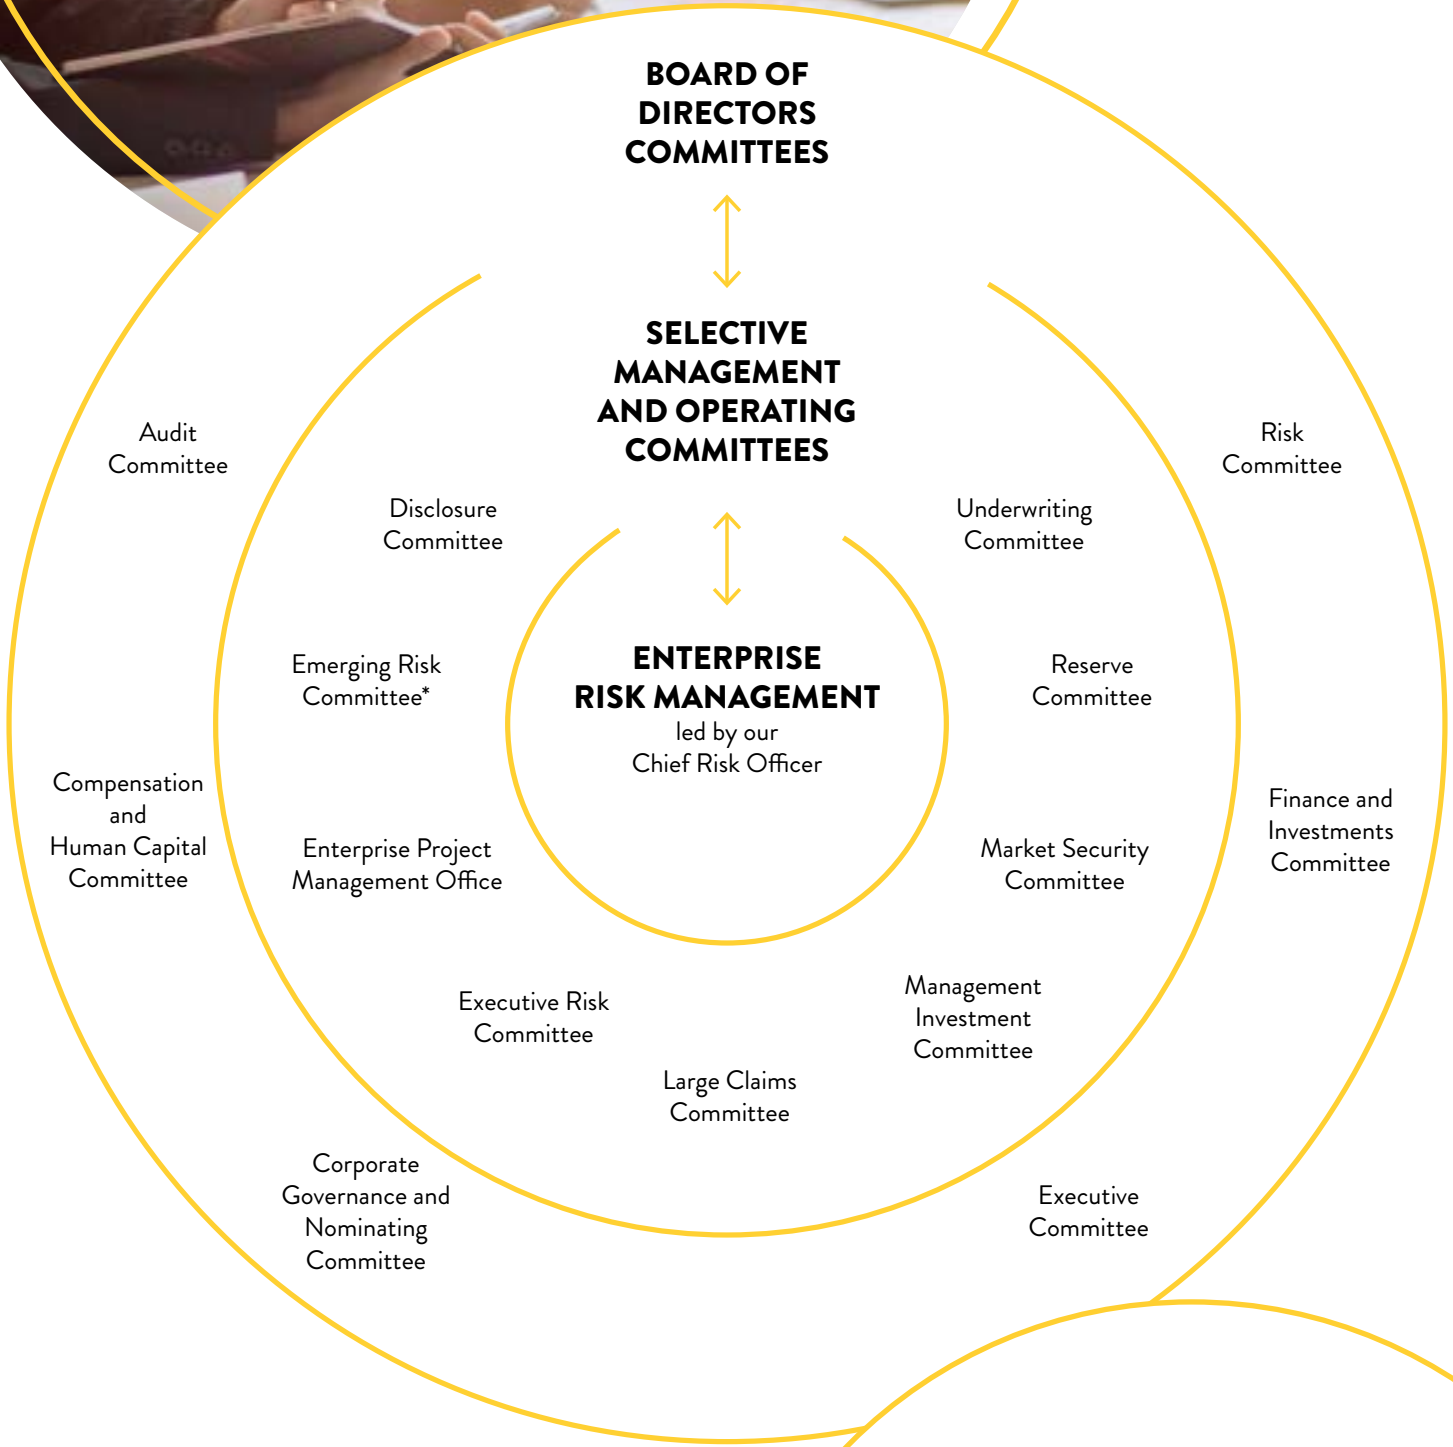 BOARD OF
DIRECTORS
COMMITTEES
SELECTIVE
MANAGEMENT
AND OPERATING
COMMITTEES
Audit
Committee
Risk
Committee
Disclosure
Committee
Underwriting
Committee
ENTERPRISE
RISK MANAGEMENT
led by our
Chief Risk Officer
Emerging Risk
Committee*
Reserve
Committee
Compensation
and
Human Capital
Committee
Finance and
Investments
Committee
Enterprise Project
Management Office
Market Security
Committee
Executive Risk
Committee
Management
Investment
Committee
Large Claims
Committee
Corporate
Governance and
Nominating
Committee
Executive
Committee